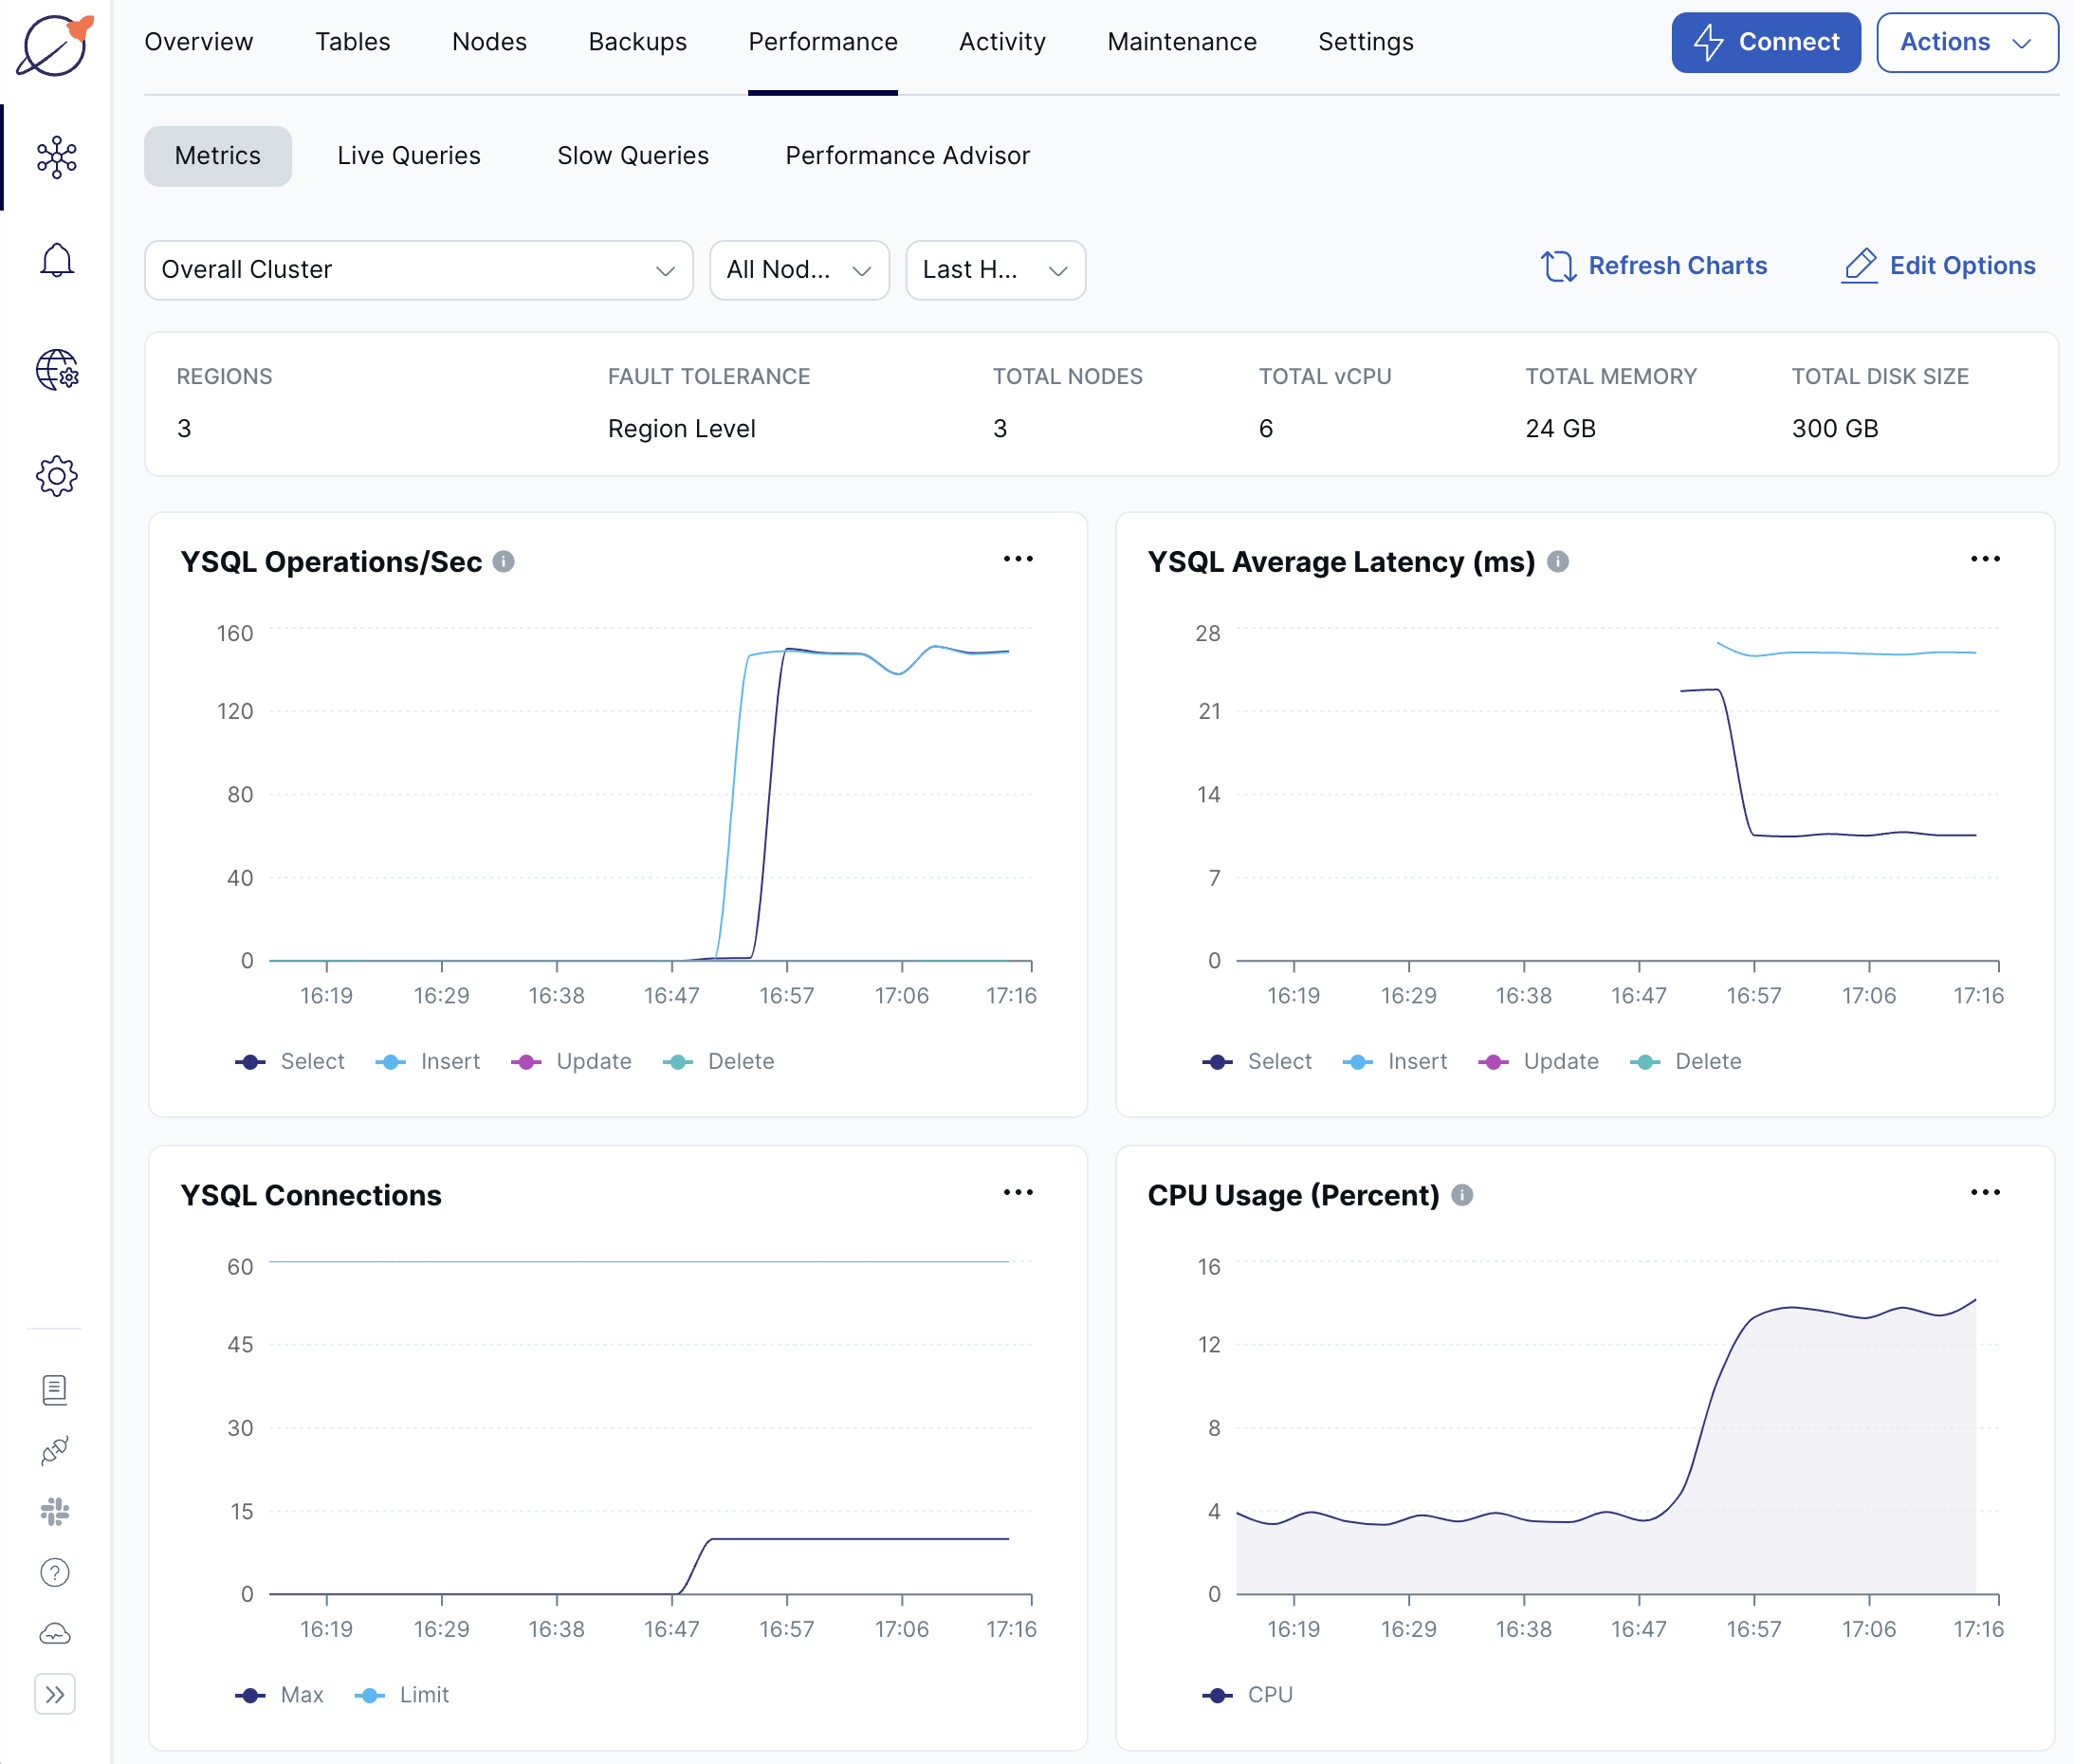 Overview Tables Nodes Backups Performance Activity Maintenance Settings Connect Actions
Metrics Live Queries Slow Queries Performance Advisor
Overall Cluster All Nod... Last H... Refresh Charts Edit Options
REGIONS FAULT TOLERANCE TOTAL NODES TOTAL vCPU TOTAL MEMORY TOTAL DISK SIZE
3 Region Level 3 6 24 GB 300 GB
YSQL Operations/Sec
160
120
80
40
0
16:19 16:29 16:38 16:47 16:57 17:06 17:16
Select Insert Update Delete
YSQL Average Latency (ms)
28
21
14
7
0
16:19 16:29 16:38 16:47 16:57 17:06 17:16
Select Insert Update Delete
YSQL Connections
60
45
30
15
0
16:19 16:29 16:38 16:47 16:57 17:06 17:16
Max Limit
CPU Usage (Percent)
16
12
8
4
0
16:19 16:29 16:38 16:47 16:57 17:06 17:16
CPU